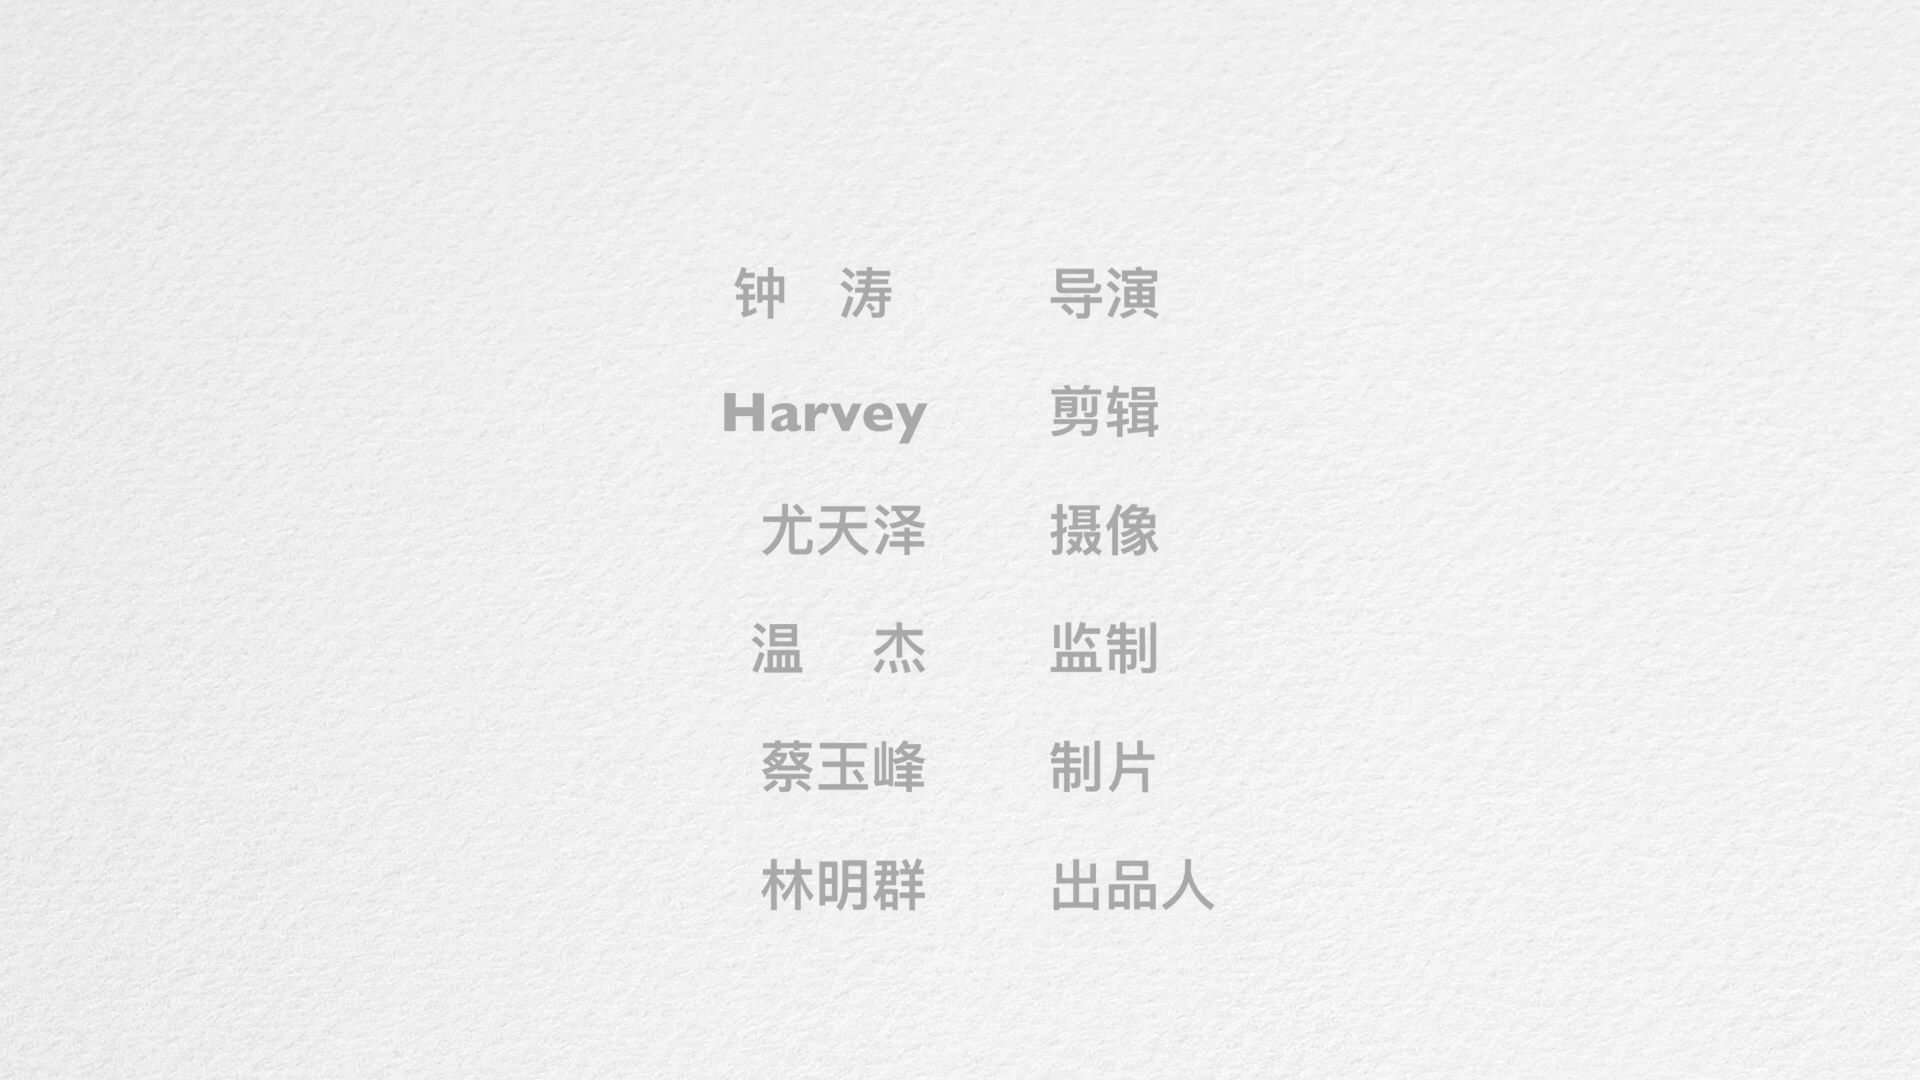 钟 涛 导演
Harvey 剪辑
尤天泽 摄像
温 杰 监制
蔡玉峰 制片
林明群 出品人